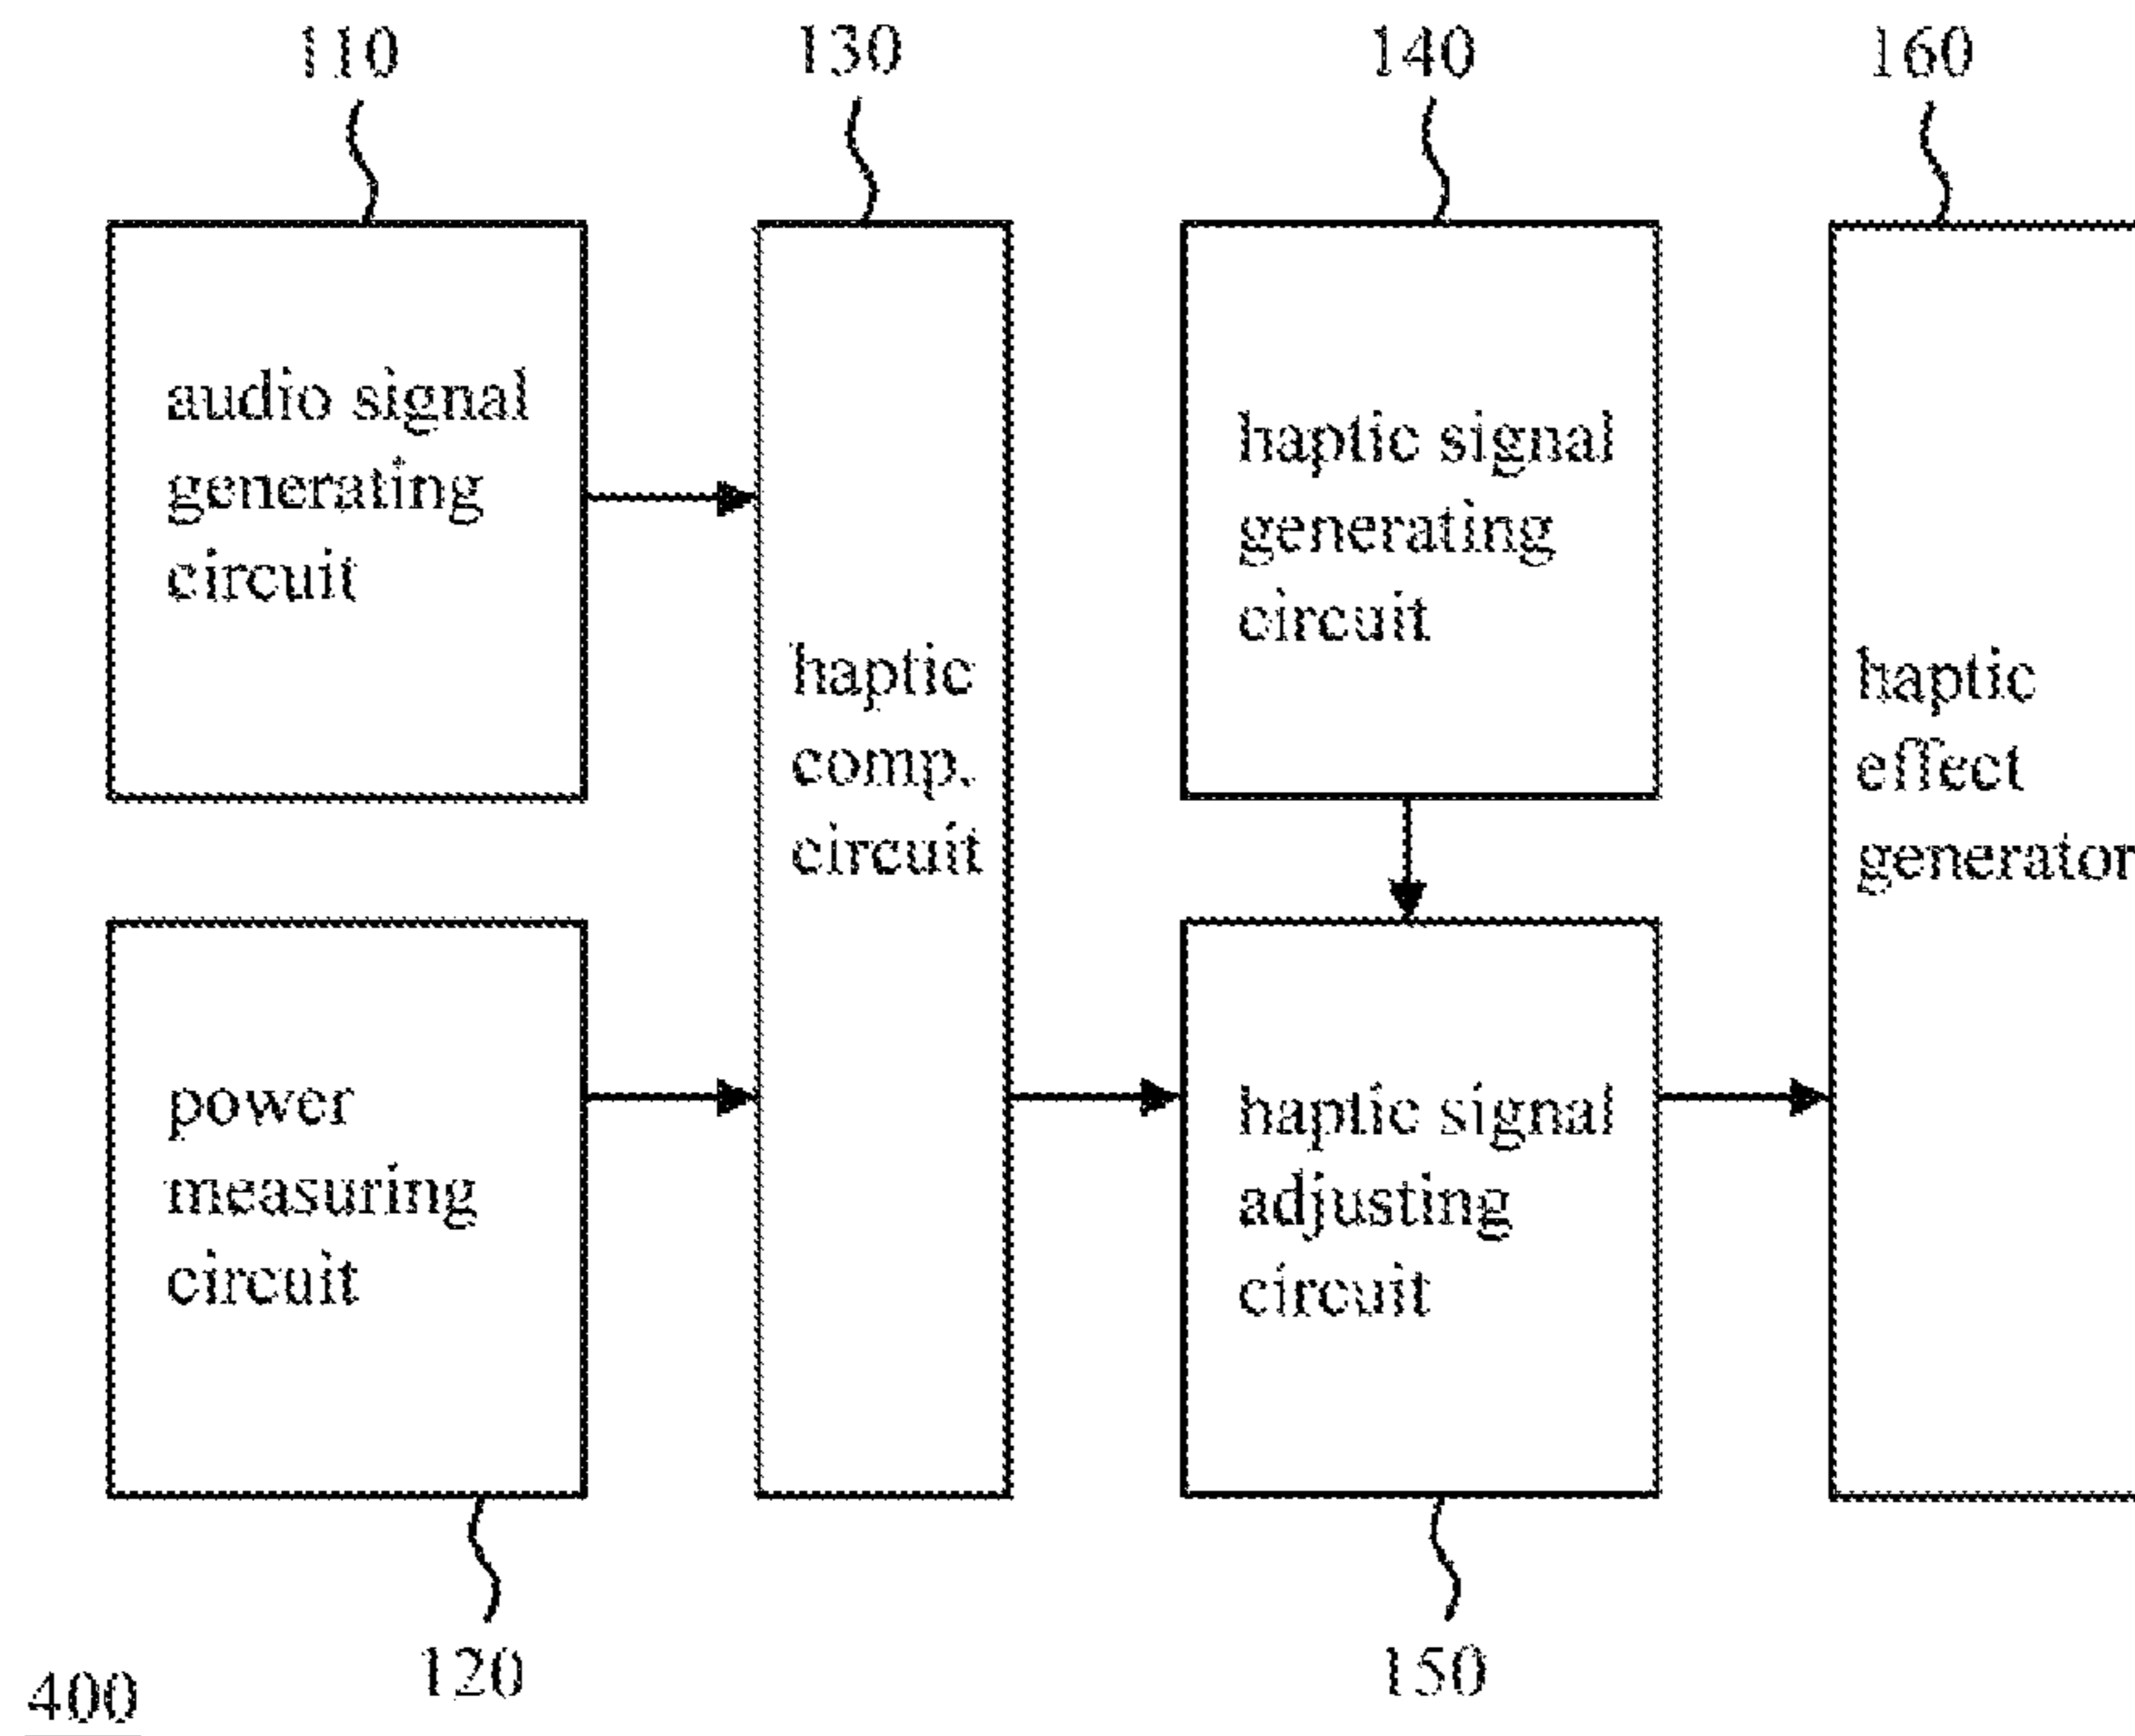 110
130
140
160
audio signal
generating
circuit
haptic
comp.
circuit
haptic signal
generating
circuit
haptic
effect
generator
power
measuring
circuit
haptic signal
adjusting
circuit
120
150
400